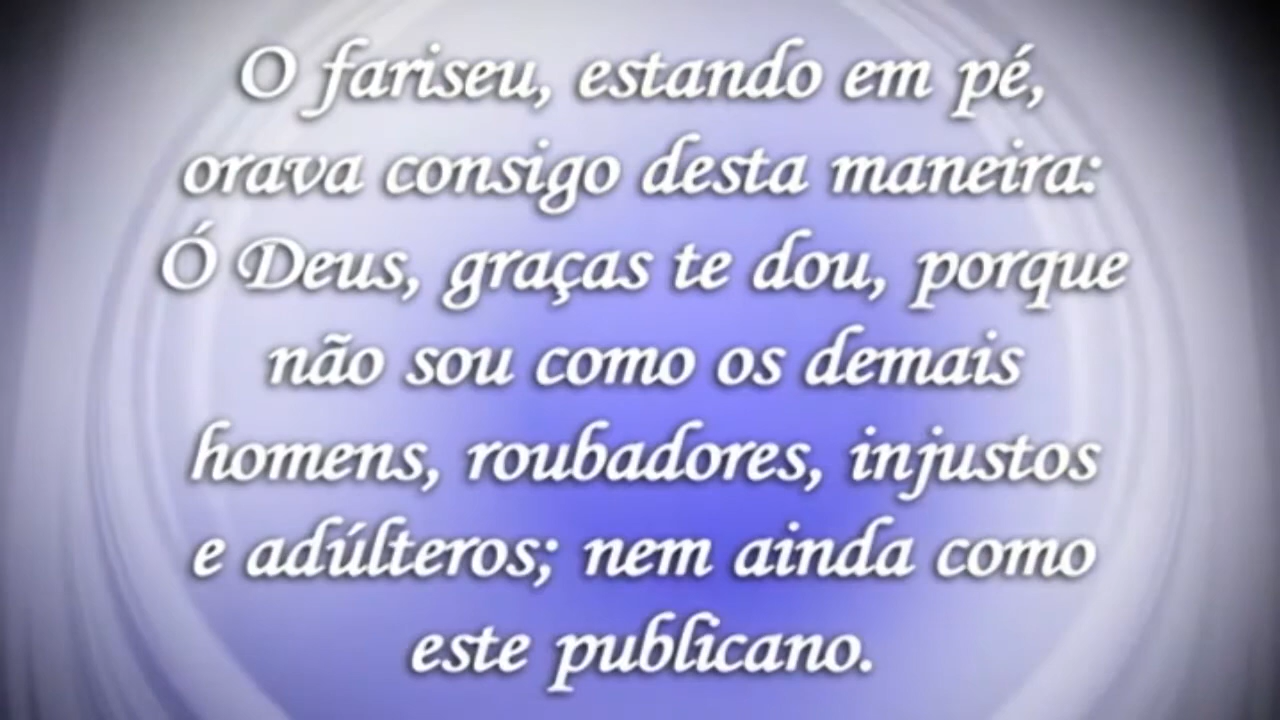 O fariseu, estando em pé,
orava consigo desta maneira:
Ó Deus, graças te dou, porque
não sou como os demais
homens, roubadores, injustos
e adúlteros; nem ainda como
este publicano.